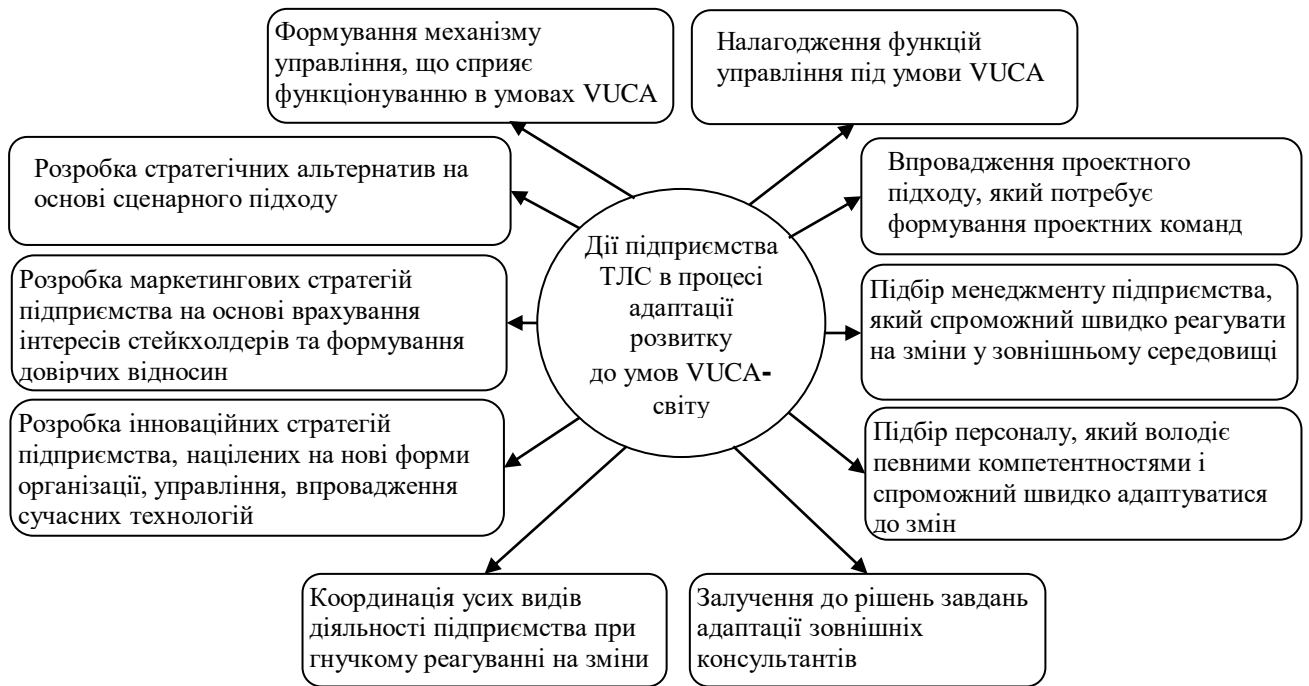 Формування механізму
управління, що сприяє
функціонуванню в умовах VUCA
Налагодження функцій
управління під умови VUCA
Розробка стратегічних альтернатив на
основі сценарного підходу
Впровадження проектного
підходу, який потребує
формування проектних команд
Дії підприємства
ТЛС в процесі
адаптації
розвитку
до умов VUCA-
світу
Розробка маркетингових стратегій
підприємства на основі врахування
інтересів стейкхолдерів та формування
довірчих відносин
Підбір менеджменту підприємства,
який спроможний швидко реагувати
на зміни у зовнішньому середовищі
Розробка інноваційних стратегій
підприємства, націлених на нові форми
організації, управління, впровадження
сучасних технологій
Підбір персоналу, який володіє
певними компетентностями і
спроможний швидко адаптуватися
до змін
Координація усих видів
діяльності підприємства при
гнучкому реагуванні на зміни
Залучення до рішень завдань
адаптації зовнішніх
консультантів